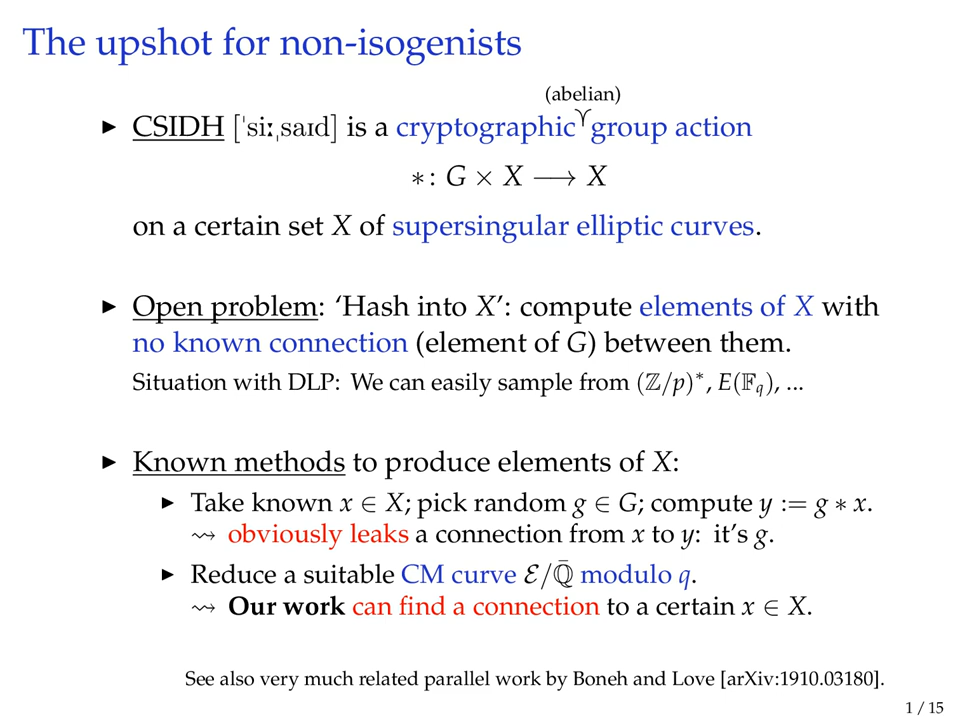 The upshot for non-isogenists
(abelian)
▶ CSIDH [ˈsiːˌsaɪd] is a cryptographic group action
∗: G × X ⟶ X
on a certain set X of supersingular elliptic curves.
▶ Open problem: ‘Hash into X’: compute elements of X with
no known connection (element of G) between them.
Situation with DLP: We can easily sample from (ℤ/p)*, E(𝔽_q), ...
▶ Known methods to produce elements of X:
▶ Take known x ∈ X; pick random g ∈ G; compute y := g ∗ x.
⇝ obviously leaks a connection from x to y: it’s g.
▶ Reduce a suitable CM curve ℰ/ℚ̄ modulo q.
⇝ Our work can find a connection to a certain x ∈ X.
See also very much related parallel work by Boneh and Love [arXiv:1910.03180].
1 / 15